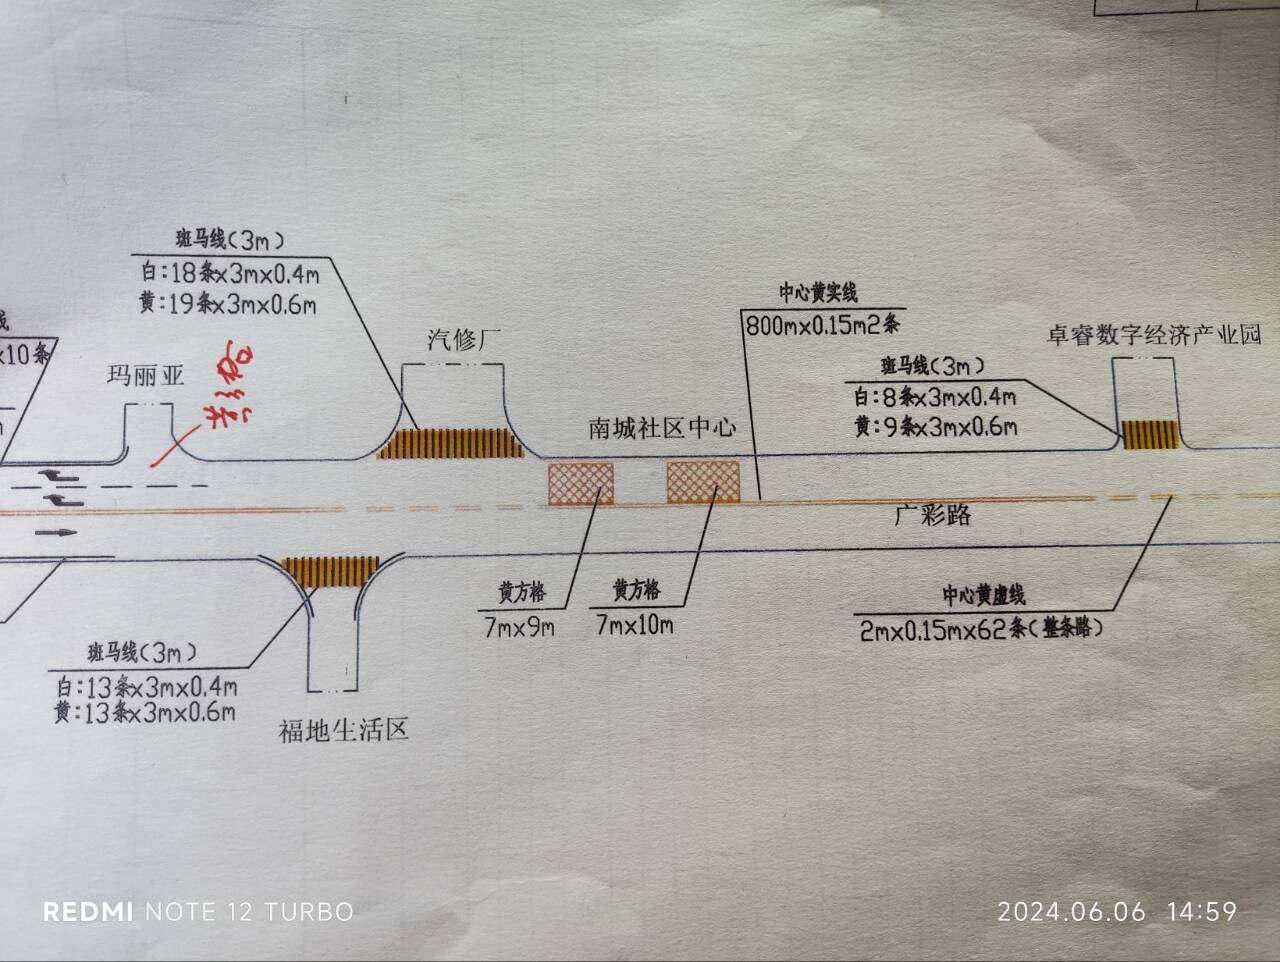 斑马线(3m)
白:18条x3mx0.4m
黄:19条x3mx0.6m
线
x10条
玛丽亚
汽修厂
中心黄实线
800mx0.15m2条
卓睿数字经济产业园
斑马线(3m)
白:8条x3mx0.4m
黄:9条x3mx0.6m
南城社区中心
广彩路
黄方格
7mx9m
黄方格
7mx10m
中心黄虚线
2mx0.15mx62条(整条路)
斑马线(3m)
白:13条x3mx0.4m
黄:13条x3mx0.6m
福地生活区
REDMI NOTE 12 TURBO
2024.06.06 14:59